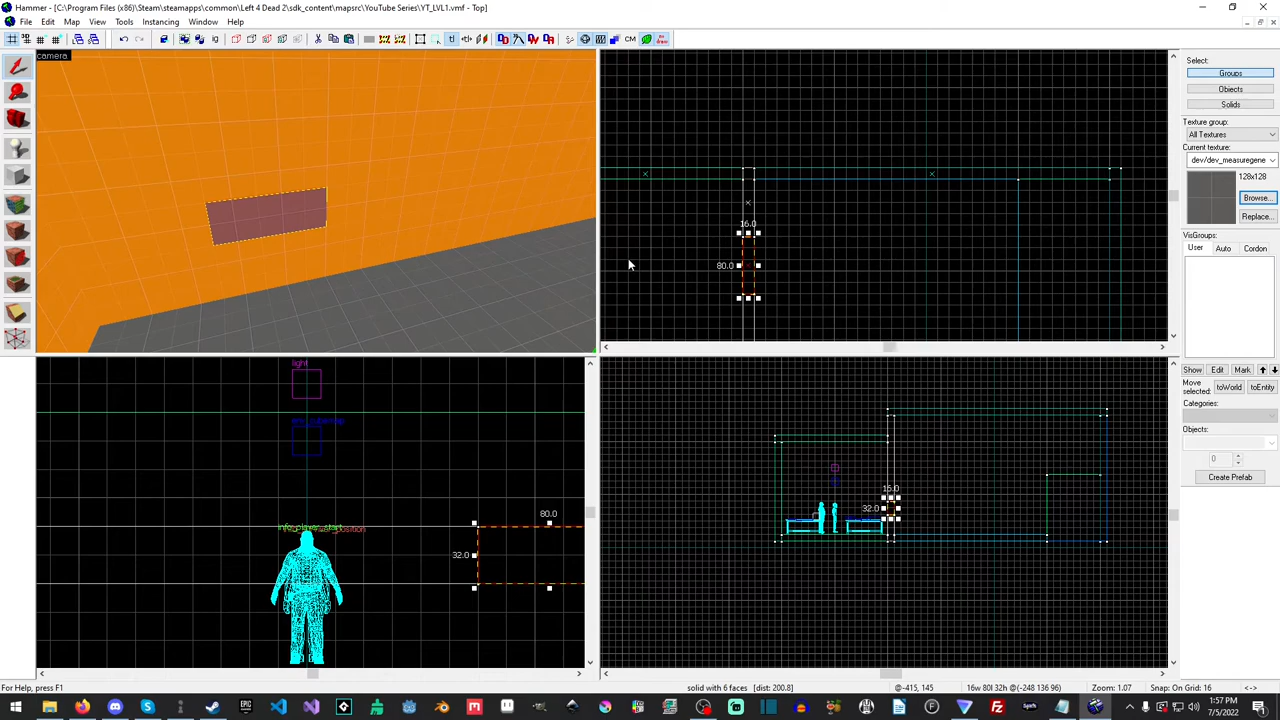 Hammer - [C:\Program Files (x86)\Steam\steamapps\common\Left 4 Dead 2\sdk_content\mapsrc\YouTube Series\YT_LVL1.vmf - Top]
File Edit Map View Tools Instancing Window Help
camera
Select:
Groups
Objects
Solids
Texture group:
All Textures
Current texture:
dev/dev_measuregene
128x128
Browse...
Replace...
VisGroups:
User Auto Cordon
Show Edit Mark
Move selected: toWorld toEntity
Categories:
Objects:
0
Create Prefab
16.0
80.0
light
info_player_start
80.0
32.0
16.0
32.0
For Help, press F1
solid with 6 faces [dist: 200.8]
@-415, 145
16w 80l 32h @(-248 136 96)
Zoom: 1.07
Snap: On Grid: 16
<->
1:57 PM
7/5/2022